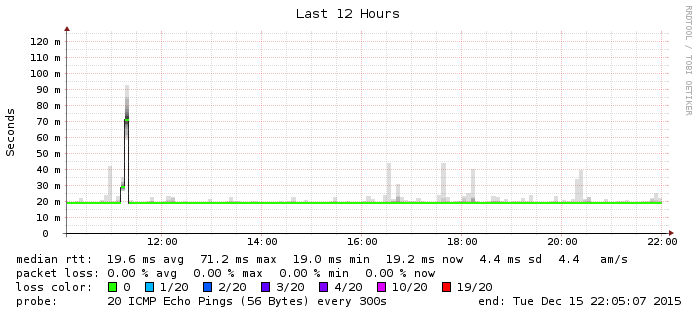 Last 12 Hours
RRDTOOL / TOBI OETIKER
Seconds
120 m
110 m
100 m
90 m
80 m
70 m
60 m
50 m
40 m
30 m
20 m
10 m
0
12:00 14:00 16:00 18:00 20:00 22:00
median rtt: 19.6 ms avg 71.2 ms max 19.0 ms min 19.2 ms now 4.4 ms sd 4.4 am/s
packet loss: 0.00 % avg 0.00 % max 0.00 % min 0.00 % now
loss color: 0 1/20 2/20 3/20 4/20 10/20 19/20
probe: 20 ICMP Echo Pings (56 Bytes) every 300s end: Tue Dec 15 22:05:07 2015